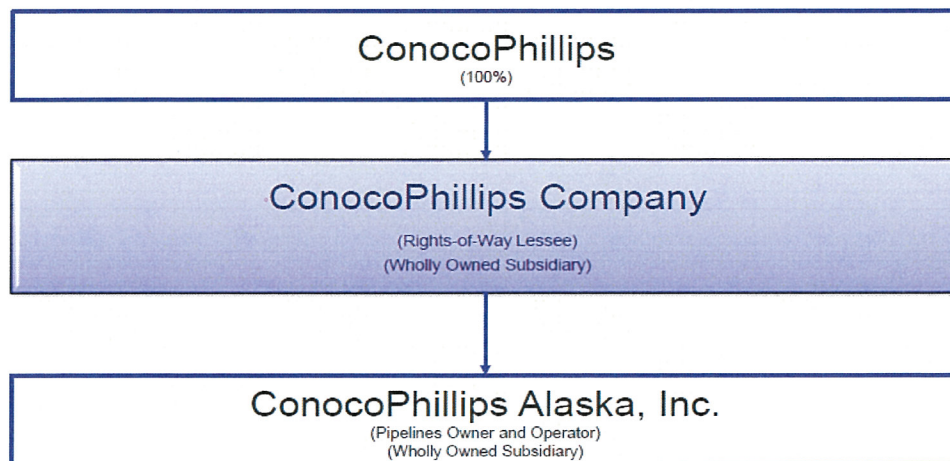 ConocoPhillips
(100%)
ConocoPhillips Company
(Rights-of-Way Lessee)
(Wholly Owned Subsidiary)
ConocoPhillips Alaska, Inc.
(Pipelines Owner and Operator)
(Wholly Owned Subsidiary)